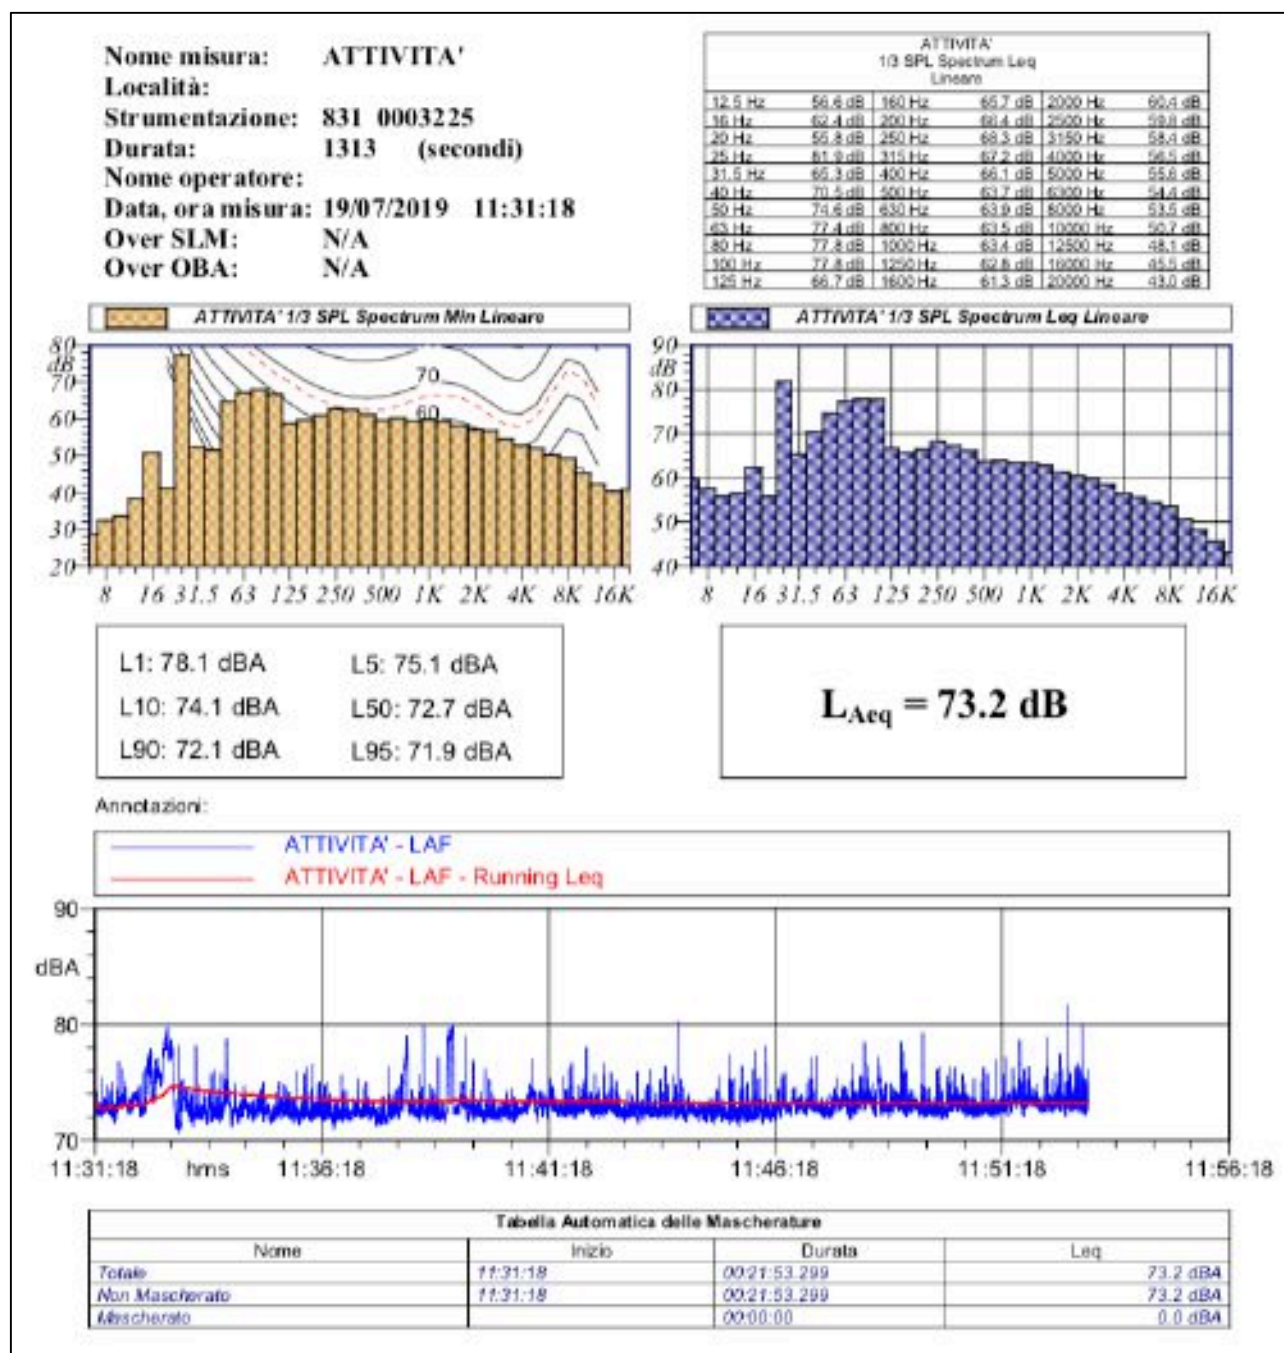 Nome misura: ATTIVITA'
Località:
Strumentazione: 831 0003225
Durata: 1313 (secondi)
Nome operatore:
Data, ora misura: 19/07/2019 11:31:18
Over SLM: N/A
Over OBA: N/A
ATTIVITA'
1/3 SPL Spectrum Leq
Lineare
12.5 Hz 56.6 dB 160 Hz 65.7 dB 2000 Hz 60.4 dB
16 Hz 62.4 dB 200 Hz 66.4 dB 2500 Hz 59.8 dB
20 Hz 55.8 dB 250 Hz 68.3 dB 3150 Hz 58.4 dB
25 Hz 81.9 dB 315 Hz 67.2 dB 4000 Hz 56.5 dB
31.5 Hz 65.3 dB 400 Hz 66.1 dB 5000 Hz 55.6 dB
40 Hz 70.5 dB 500 Hz 63.7 dB 6300 Hz 54.4 dB
50 Hz 74.6 dB 630 Hz 63.9 dB 8000 Hz 53.5 dB
63 Hz 77.4 dB 800 Hz 63.5 dB 10000 Hz 50.7 dB
80 Hz 77.8 dB 1000 Hz 63.4 dB 12500 Hz 48.1 dB
100 Hz 77.8 dB 1250 Hz 62.8 dB 16000 Hz 45.5 dB
125 Hz 66.7 dB 1600 Hz 61.3 dB 20000 Hz 43.0 dB
ATTIVITA' 1/3 SPL Spectrum Min Lineare
80
dB
70
60
50
40
30
20
70
60
8 16 31.5 63 125 250 500 1K 2K 4K 8K 16K
ATTIVITA' 1/3 SPL Spectrum Leq Lineare
90
dB
80
70
60
50
40
8 16 31.5 63 125 250 500 1K 2K 4K 8K 16K
L1: 78.1 dBA L5: 75.1 dBA
L10: 74.1 dBA L50: 72.7 dBA
L90: 72.1 dBA L95: 71.9 dBA
LAeq = 73.2 dB
Annotazioni:
ATTIVITA' - LAF
ATTIVITA' - LAF - Running Leq
90
dBA
80
70
11:31:18 hms 11:36:18 11:41:18 11:46:18 11:51:18 11:56:18
Tabella Automatica delle Mascherature
Nome Inizio Durata Leq
Totale 11:31:18 00:21:53.299 73.2 dBA
Non Mascherato 11:31:18 00:21:53.299 73.2 dBA
Mascherato 00:00:00 0.0 dBA